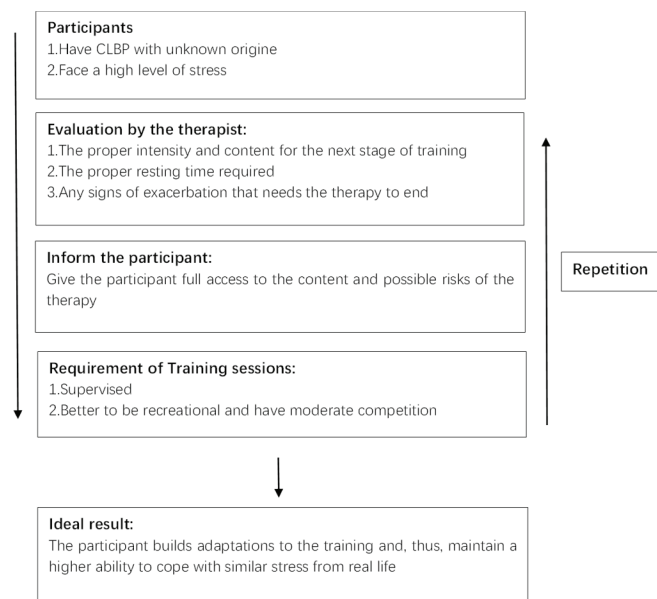 Participants
1.Have CLBP with unknown origine
2.Face a high level of stress
Evaluation by the therapist:
1.The proper intensity and content for the next stage of training
2.The proper resting time required
3.Any signs of exacerbation that needs the therapy to end
Inform the participant:
Give the participant full access to the content and possible risks of the
therapy
Repetition
Requirement of Training sessions:
1.Supervised
2.Better to be recreational and have moderate competition
Ideal result:
The participant builds adaptations to the training and, thus, maintain a
higher ability to cope with similar stress from real life